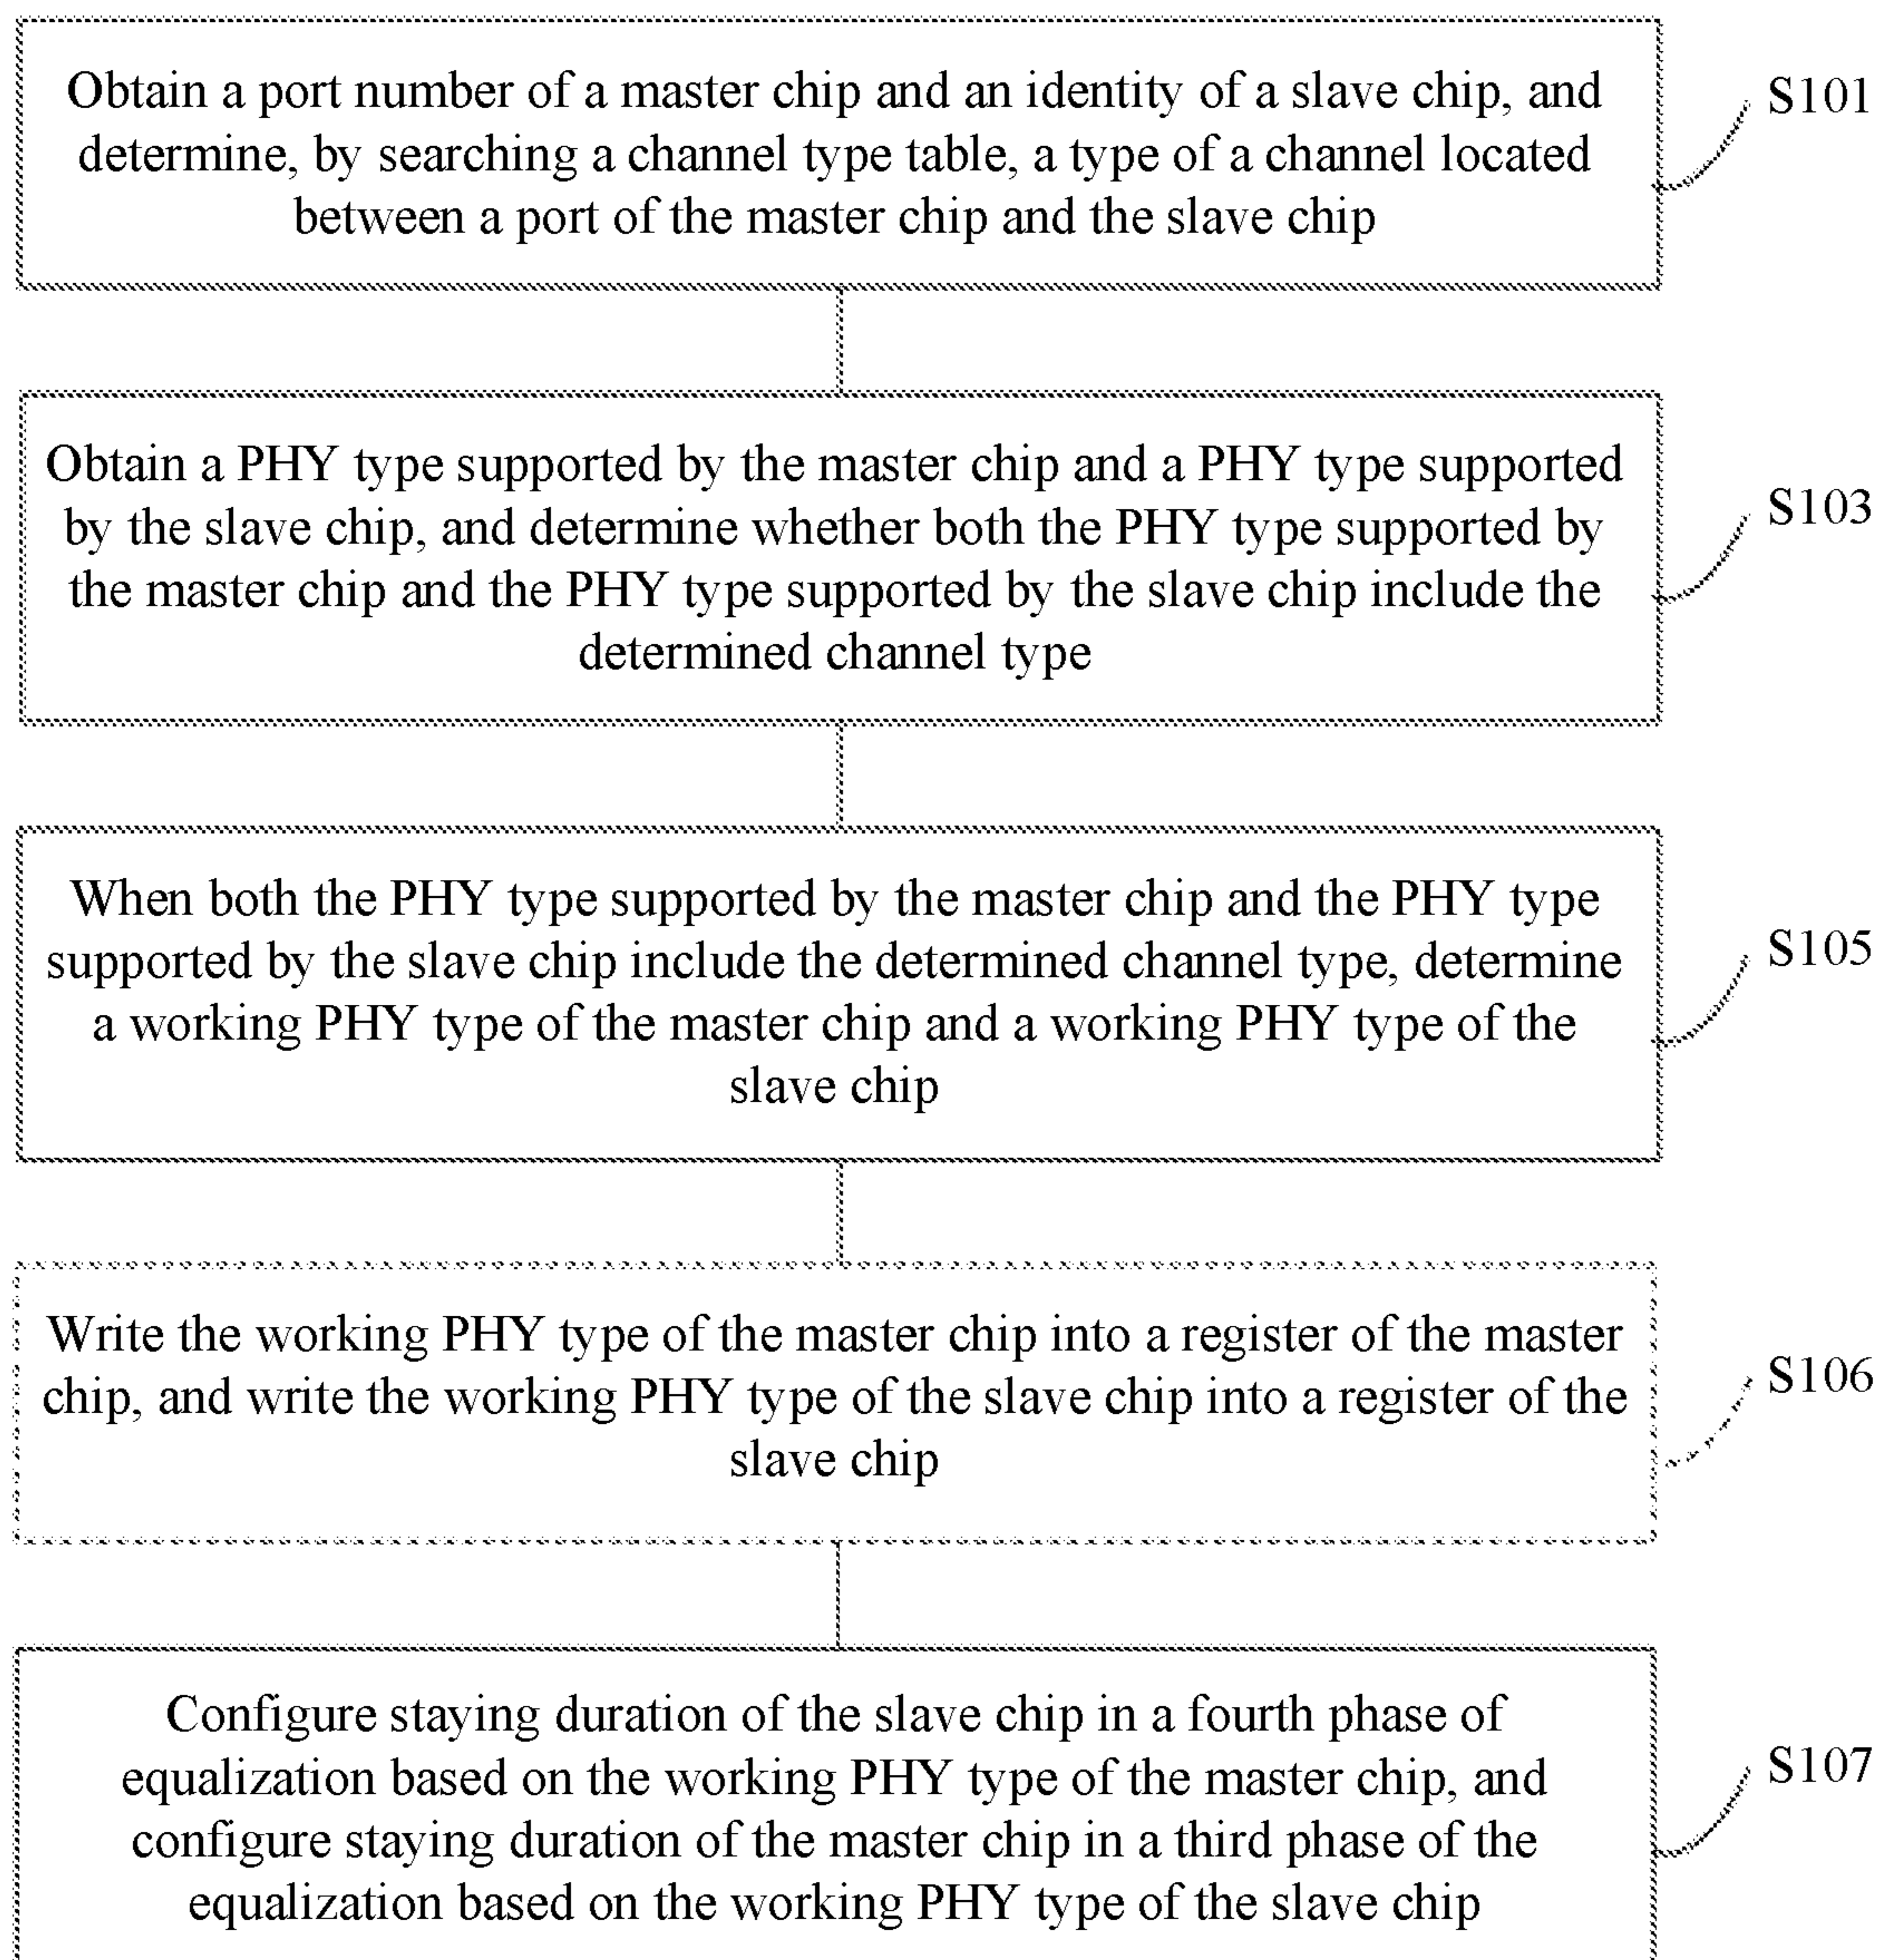 Obtain a port number of a master chip and an identity of a slave chip, and
determine, by searching a channel type table, a type of a channel located
between a port of the master chip and the slave chip
S101
Obtain a PHY type supported by the master chip and a PHY type supported
by the slave chip, and determine whether both the PHY type supported by
the master chip and the PHY type supported by the slave chip include the
determined channel type
S103
When both the PHY type supported by the master chip and the PHY type
supported by the slave chip include the determined channel type, determine
a working PHY type of the master chip and a working PHY type of the
slave chip
S105
Write the working PHY type of the master chip into a register of the master
chip, and write the working PHY type of the slave chip into a register of the
slave chip
S106
Configure staying duration of the slave chip in a fourth phase of
equalization based on the working PHY type of the master chip, and
configure staying duration of the master chip in a third phase of the
equalization based on the working PHY type of the slave chip
S107